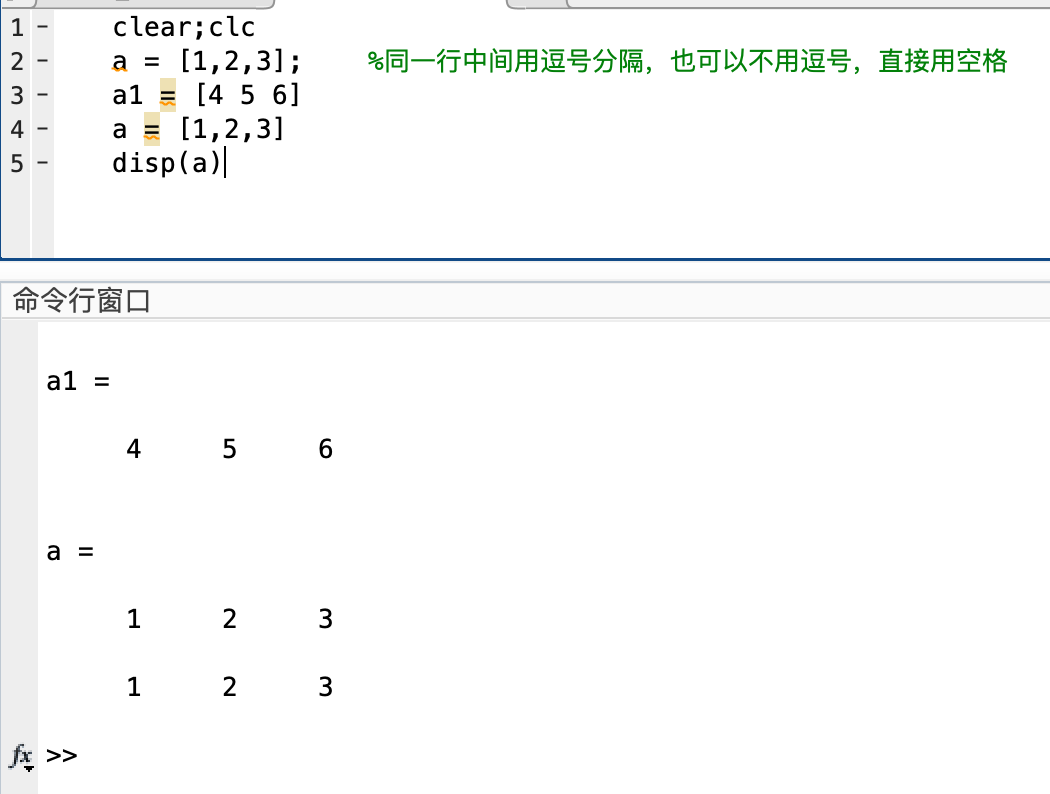 1 - clear;clc
2 - a = [1,2,3]; %同一行中间用逗号分隔，也可以不用逗号，直接用空格
3 - a1 = [4 5 6]
4 - a = [1,2,3]
5 - disp(a)
命令行窗口
a1 =
4 5 6
a =
1 2 3
1 2 3
fx >>